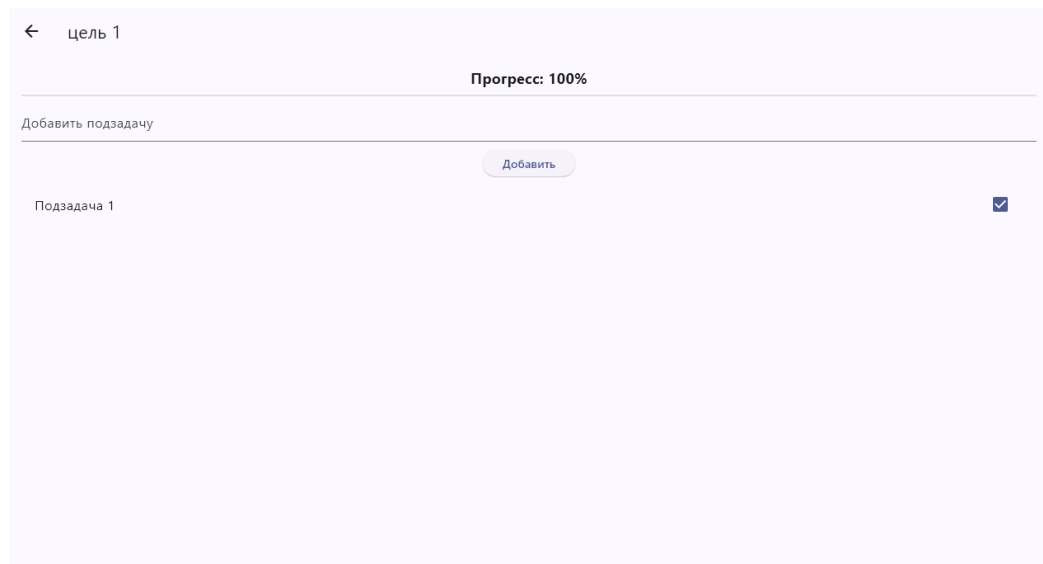 цель 1
Прогресс: 100%
Добавить подзадачу
Добавить
Подзадача 1